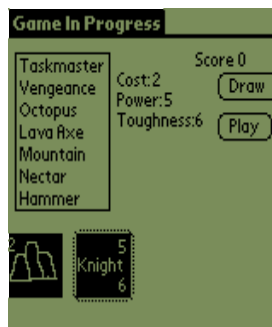 Game In Progress
Score 0
Taskmaster
Vengeance
Octopus
Lava Axe
Mountain
Nectar
Hammer
Cost:2
Power:5
Toughness:6
Draw
Play
2
5
Knight
6